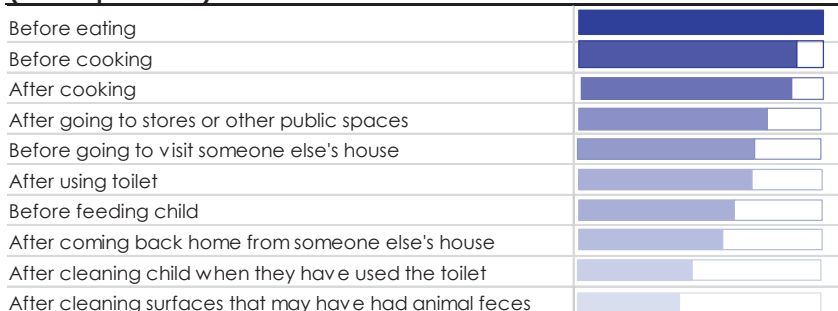 Before eating
Before cooking
After cooking
After going to stores or other public spaces
Before going to visit someone else's house
After using toilet
Before feeding child
After coming back home from someone else's house
After cleaning child when they have used the toilet
After cleaning surfaces that may have had animal feces